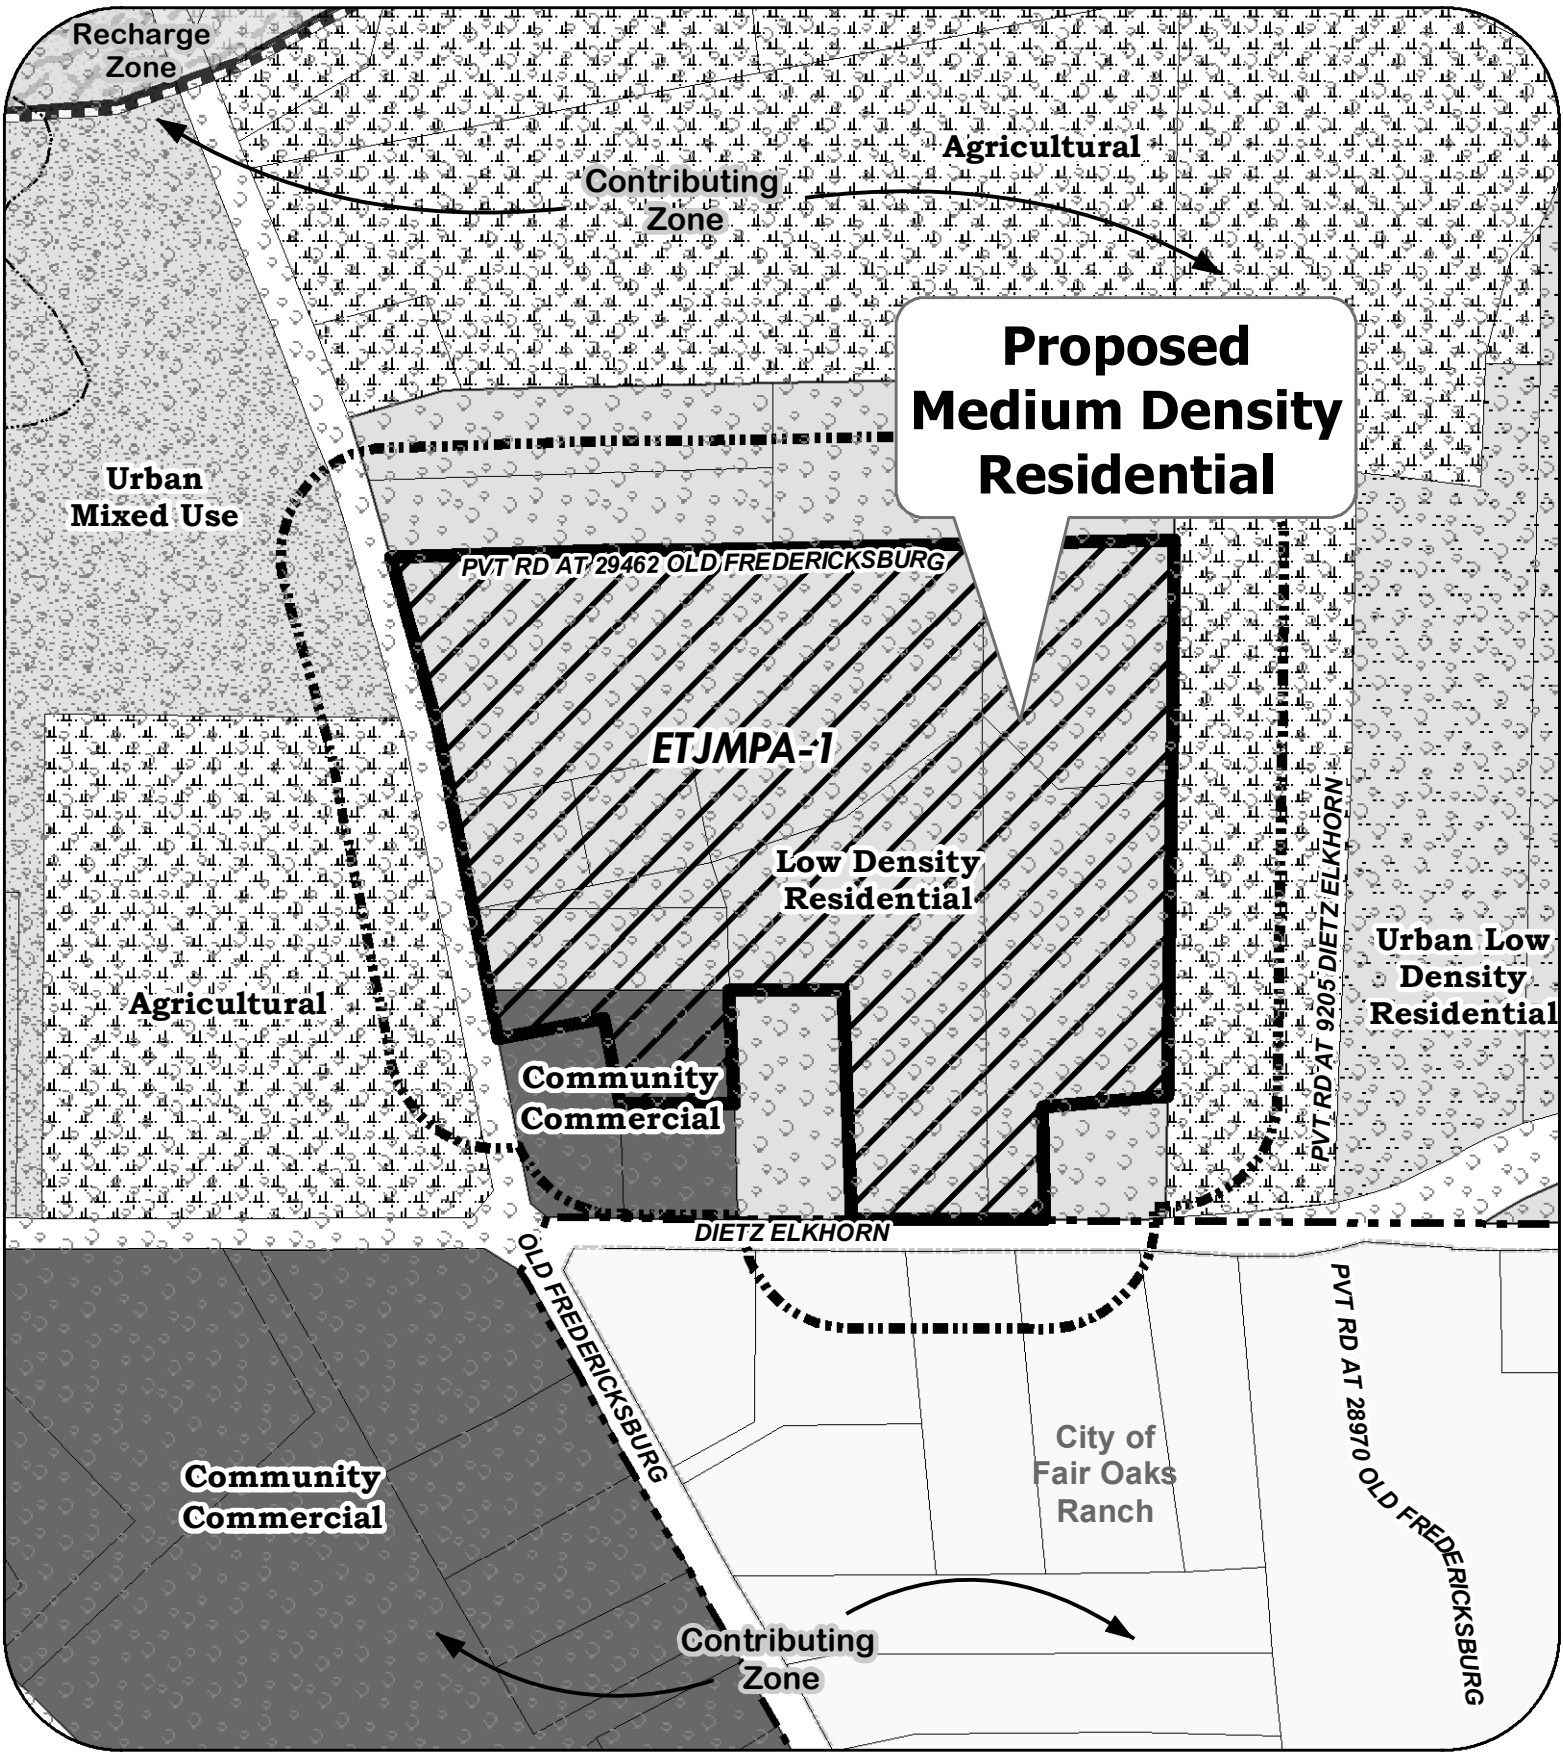 Recharge
Zone
Agricultural
Contributing
Zone
Proposed
Medium Density
Residential
Urban
Mixed Use
PVT RD AT 29462 OLD FREDERICKSBURG
ETJMPA-1
Low Density
Residential
PVT RD AT 9205 DIETZ ELKHORN
Urban Low
Density
Residential
Agricultural
Community
Commercial
DIETZ ELKHORN
OLD FREDERICKSBURG
PVT RD AT 28970 OLD FREDERICKSBURG
City of
Fair Oaks
Ranch
Community
Commercial
Contributing
Zone